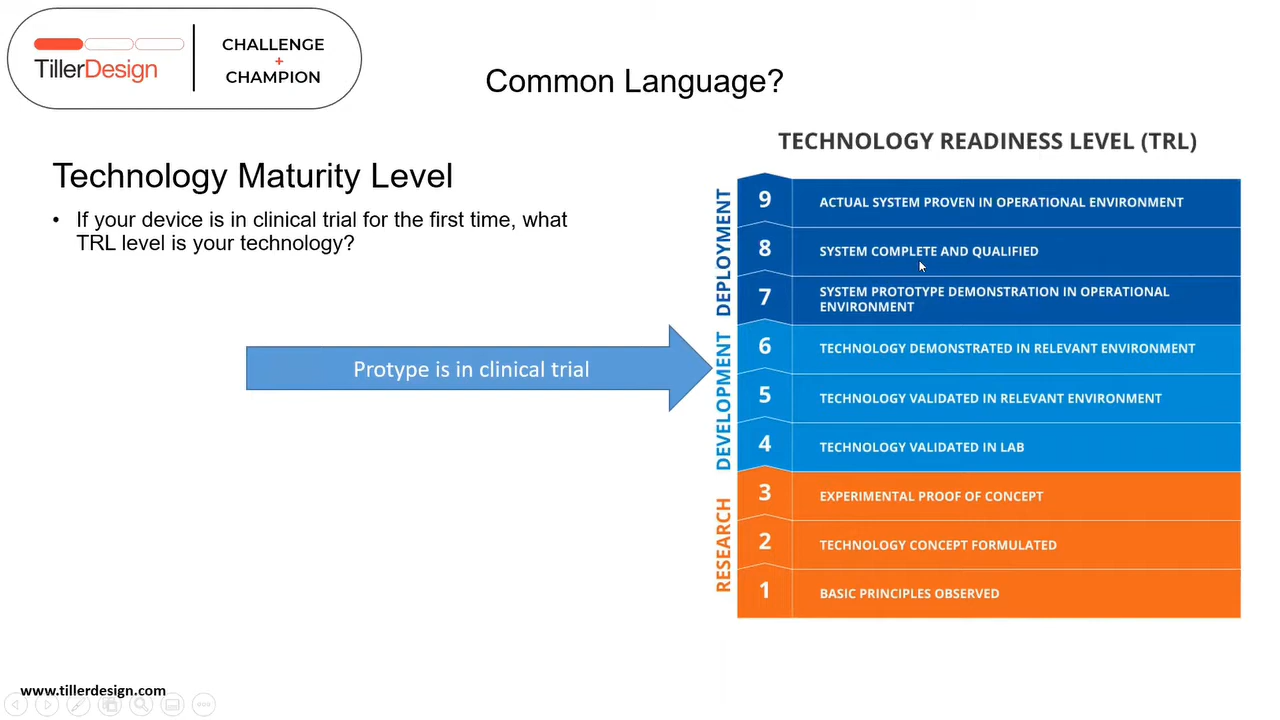 TillerDesign
CHALLENGE
+
CHAMPION
Common Language?
Technology Maturity Level
• If your device is in clinical trial for the first time, what
TRL level is your technology?
Protype is in clinical trial
TECHNOLOGY READINESS LEVEL (TRL)
DEPLOYMENT
9 ACTUAL SYSTEM PROVEN IN OPERATIONAL ENVIRONMENT
8 SYSTEM COMPLETE AND QUALIFIED
7 SYSTEM PROTOTYPE DEMONSTRATION IN OPERATIONAL
ENVIRONMENT
DEVELOPMENT
6 TECHNOLOGY DEMONSTRATED IN RELEVANT ENVIRONMENT
5 TECHNOLOGY VALIDATED IN RELEVANT ENVIRONMENT
4 TECHNOLOGY VALIDATED IN LAB
RESEARCH
3 EXPERIMENTAL PROOF OF CONCEPT
2 TECHNOLOGY CONCEPT FORMULATED
1 BASIC PRINCIPLES OBSERVED
www.tillerdesign.com